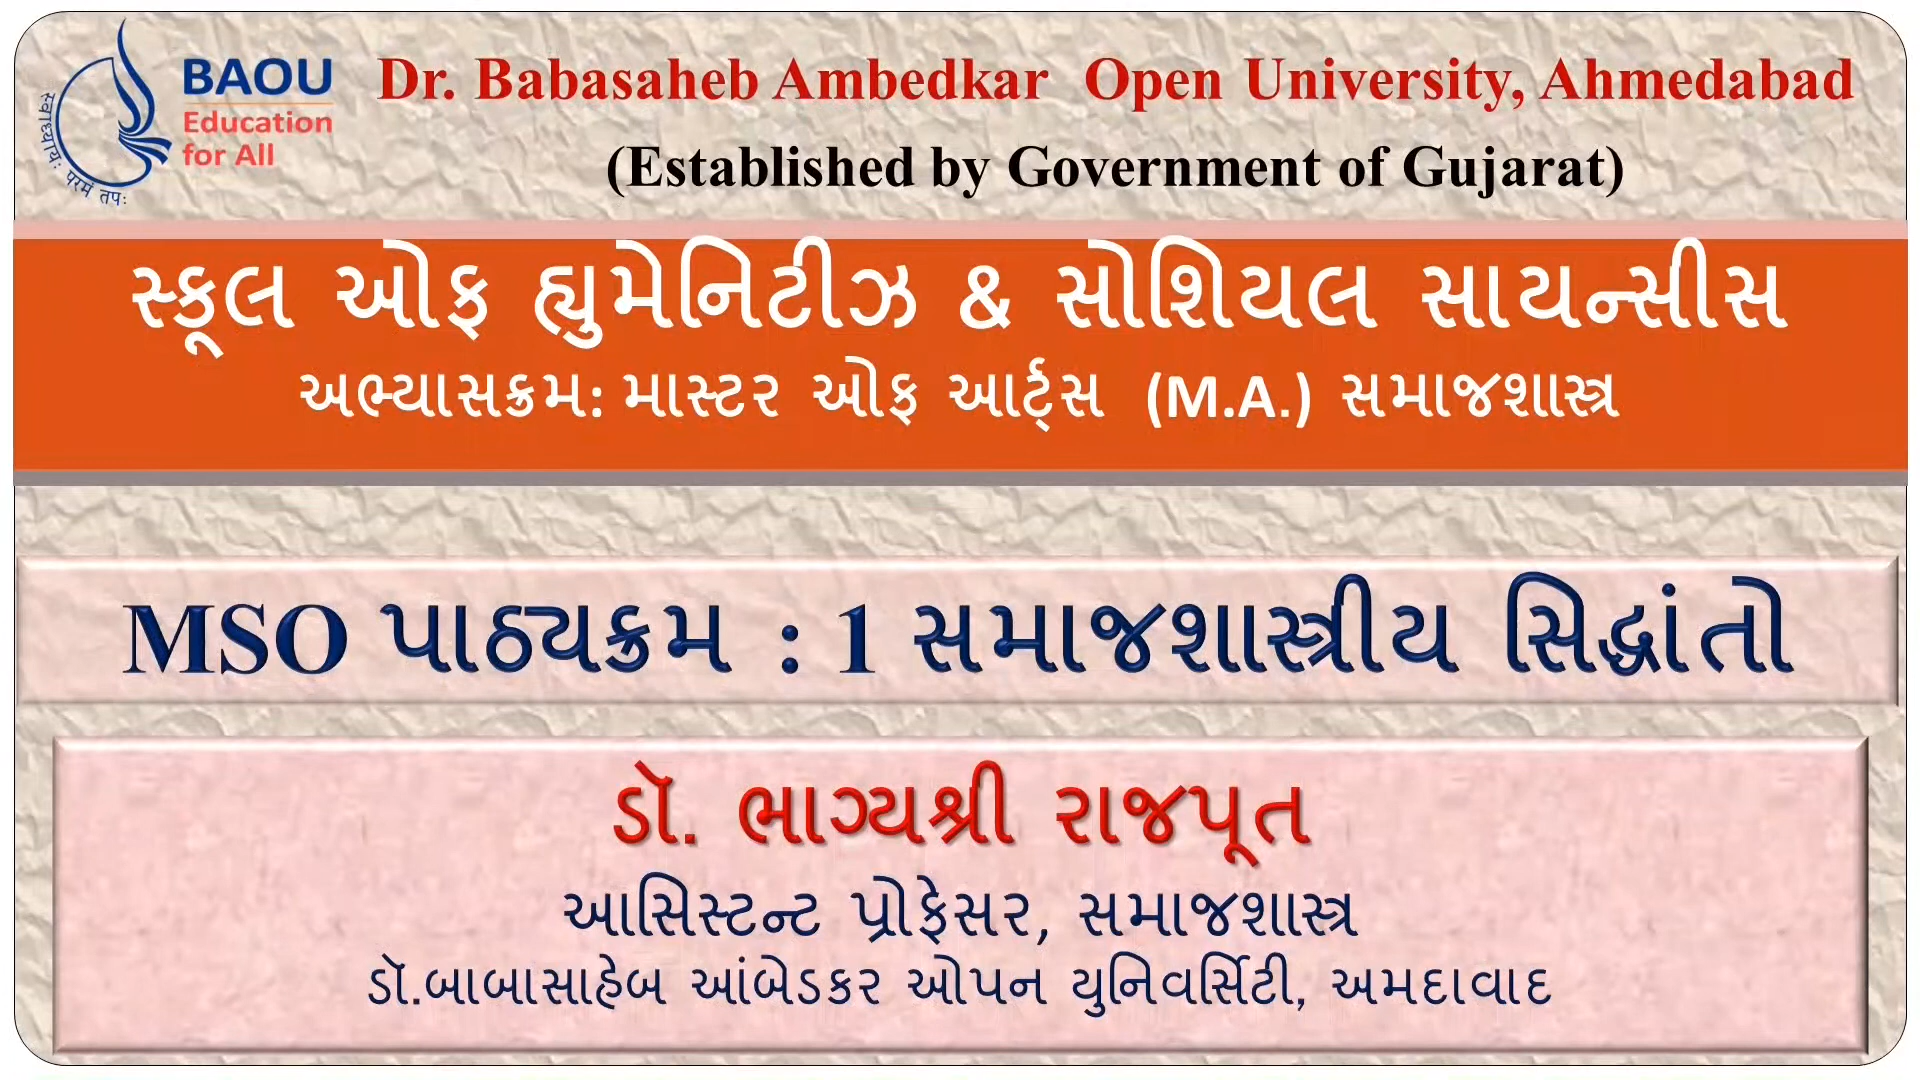 BAOU
Education
for All
स्वाध्यायः परमं तपः
Dr. Babasaheb Ambedkar Open University, Ahmedabad
(Established by Government of Gujarat)
સ્કૂલ ઓફ હ્યુમેનિટીઝ & સોશિયલ સાયન્સીસ
અભ્યાસક્રમ: માસ્ટર ઓફ આર્ટ્સ (M.A.) સમાજશાસ્ત્ર
MSO પાઠ્યક્રમ : 1 સમાજશાસ્ત્રીય સિદ્ધાંતો
ડૉ. ભાગ્યશ્રી રાજપૂત
આસિસ્ટન્ટ પ્રોફેસર, સમાજશાસ્ત્ર
ડૉ.બાબાસાહેબ આંબેડકર ઓપન યુનિવર્સિટી, અમદાવાદ